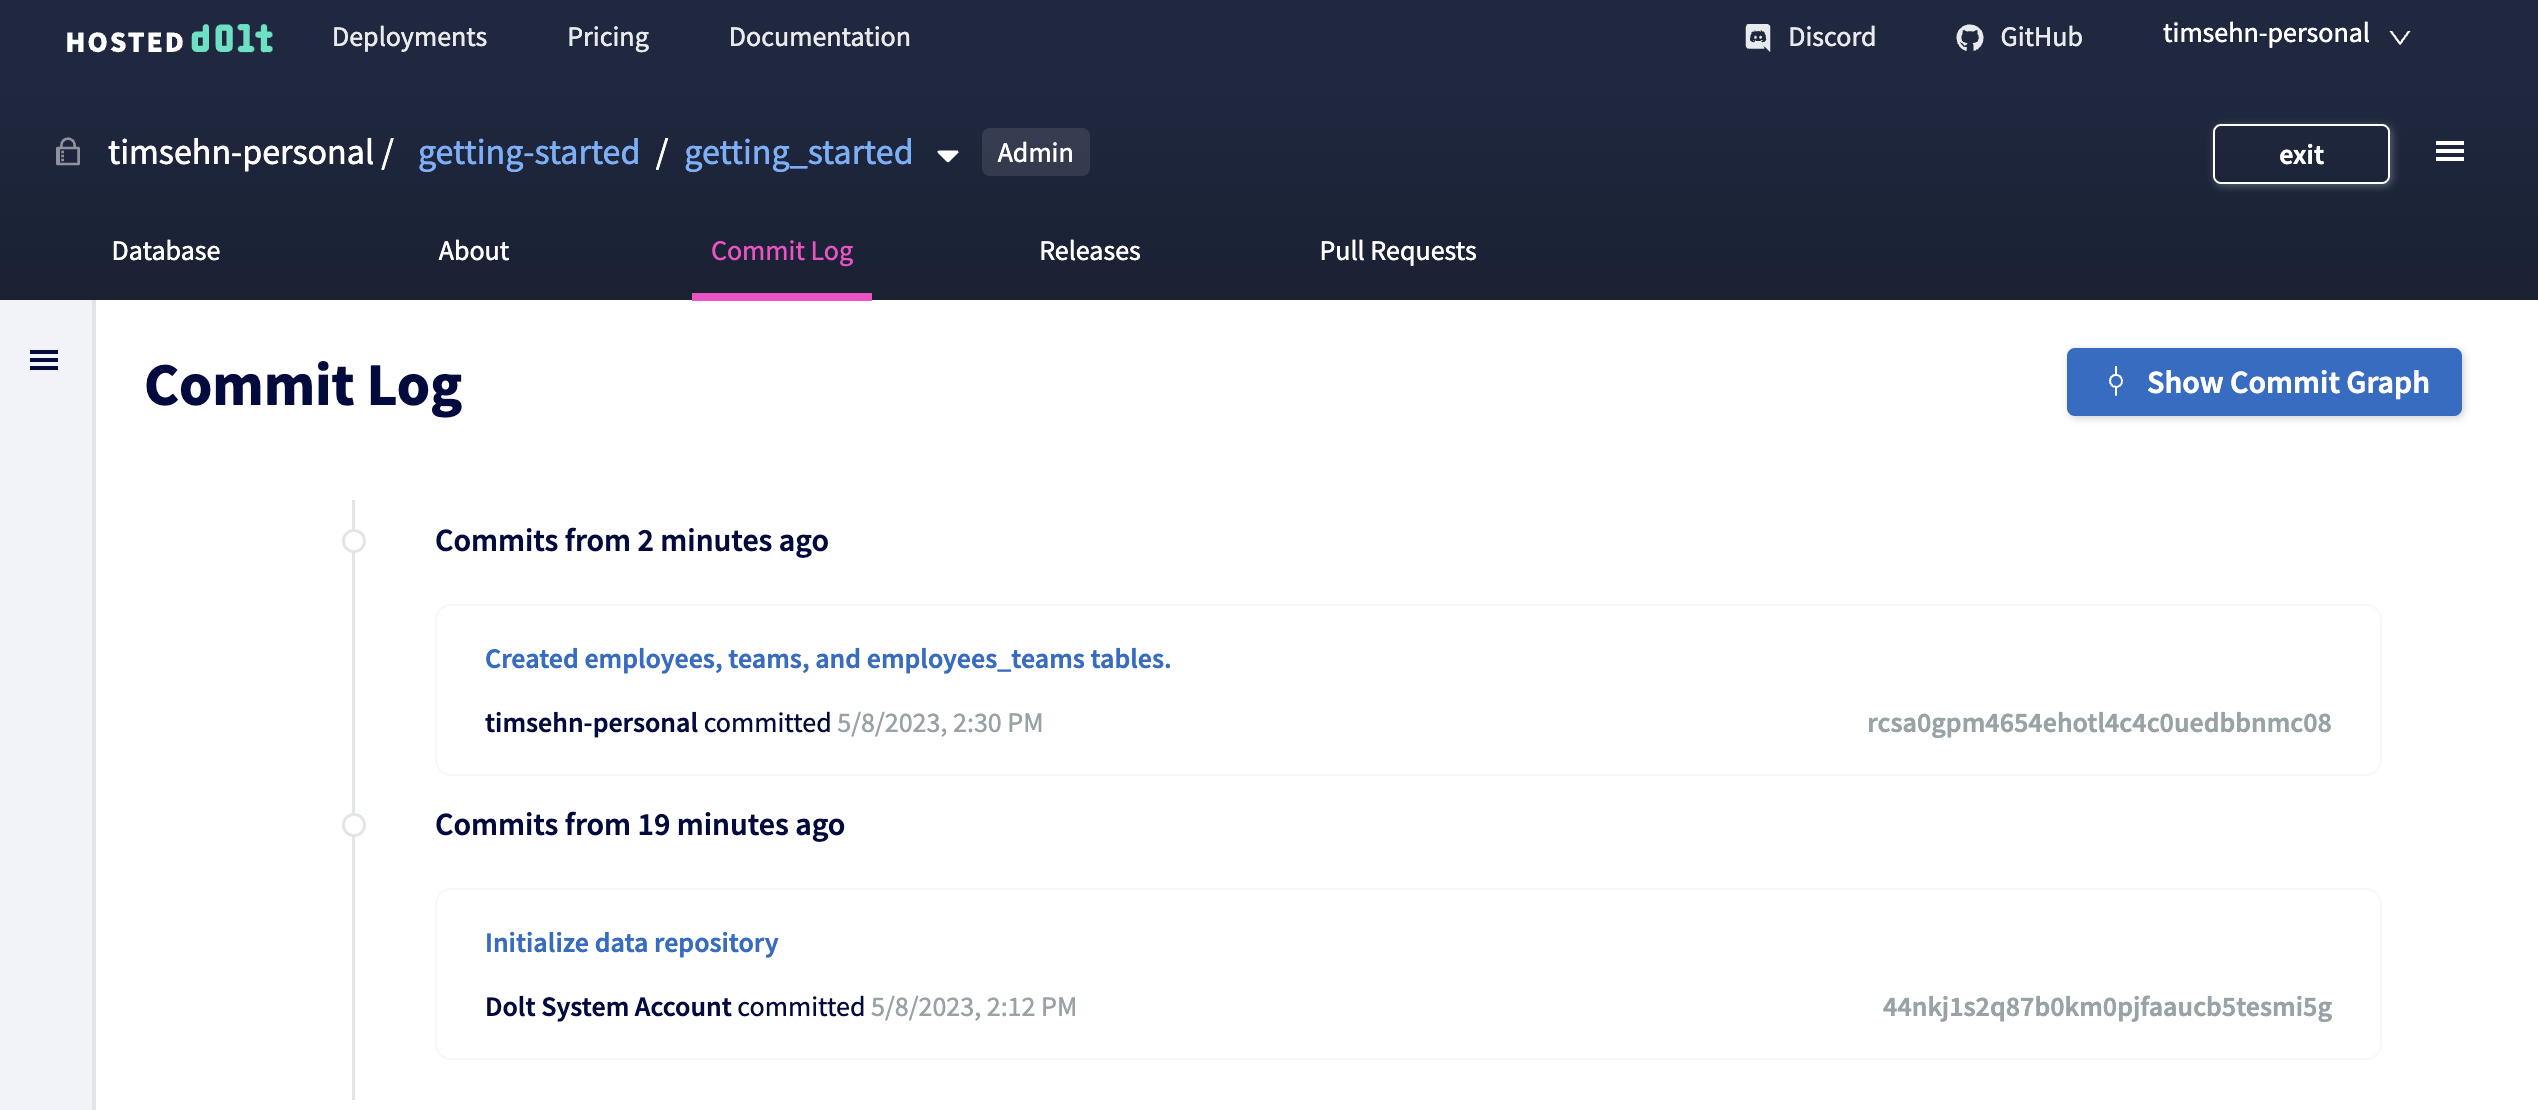 HOSTED dolt Deployments Pricing Documentation Discord GitHub timsehn-personal
timsehn-personal / getting-started / getting_started Admin exit
Database About Commit Log Releases Pull Requests
Commit Log
Show Commit Graph
Commits from 2 minutes ago
Created employees, teams, and employees_teams tables.
timsehn-personal committed 5/8/2023, 2:30 PM rcsa0gpm4654ehotl4c4c0uedbbnmc08
Commits from 19 minutes ago
Initialize data repository
Dolt System Account committed 5/8/2023, 2:12 PM 44nkj1s2q87b0km0pjfaaucb5tesmi5g